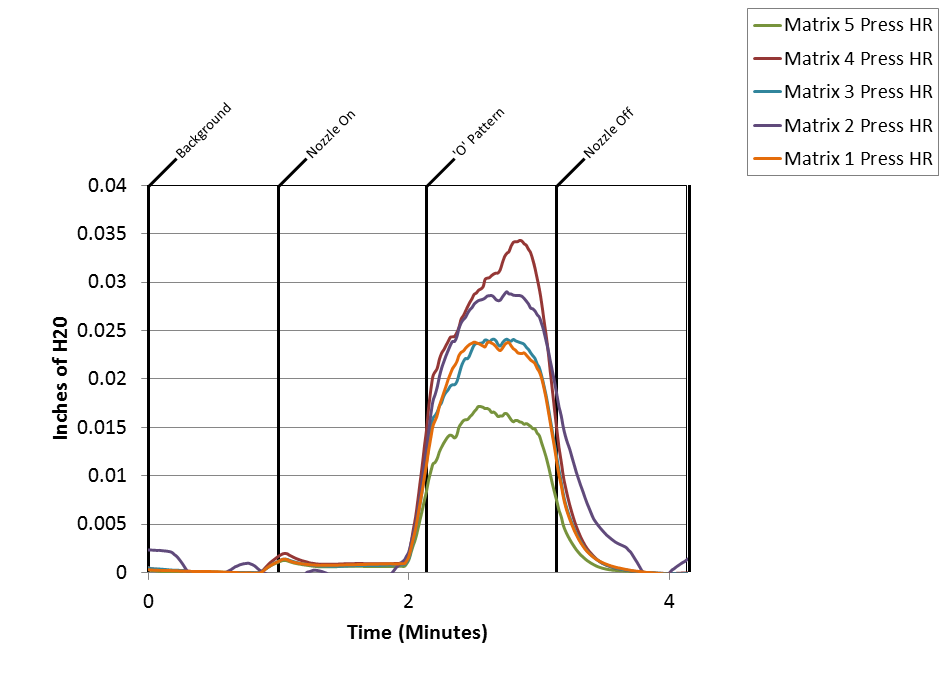 Matrix 5 Press HR
Matrix 4 Press HR
Matrix 3 Press HR
Matrix 2 Press HR
Matrix 1 Press HR
Background
Nozzle On
'O' Pattern
Nozzle Off
0.04
0.035
0.03
0.025
0.02
0.015
0.01
0.005
0
Inches of H20
0 2 4
Time (Minutes)